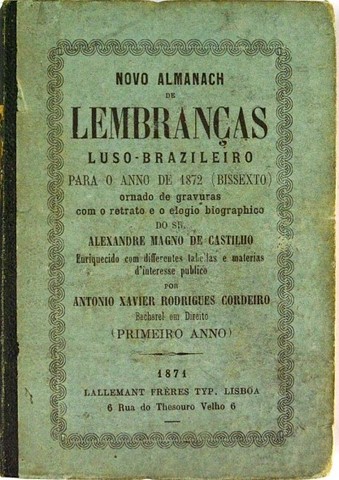 NOVO ALMANACH
DE
LEMBRANÇAS
LUSO-BRAZILEIRO
PARA O ANNO DE 1872 (BISSEXTO)
ornado de gravuras
com o retrato e o elogio biographico
DO SR.
ALEXANDRE MAGNO DE CASTILHO
Enriquecido com differentes tabellas e materias
d'interesse publico
POR
ANTONIO XAVIER RODRIGUES CORDEIRO
Bacharel em Direito
(PRIMEIRO ANNO)
1871
LALLEMANT FRÈRES TYP. LISBOA
6 Rua do Thesouro Velho 6